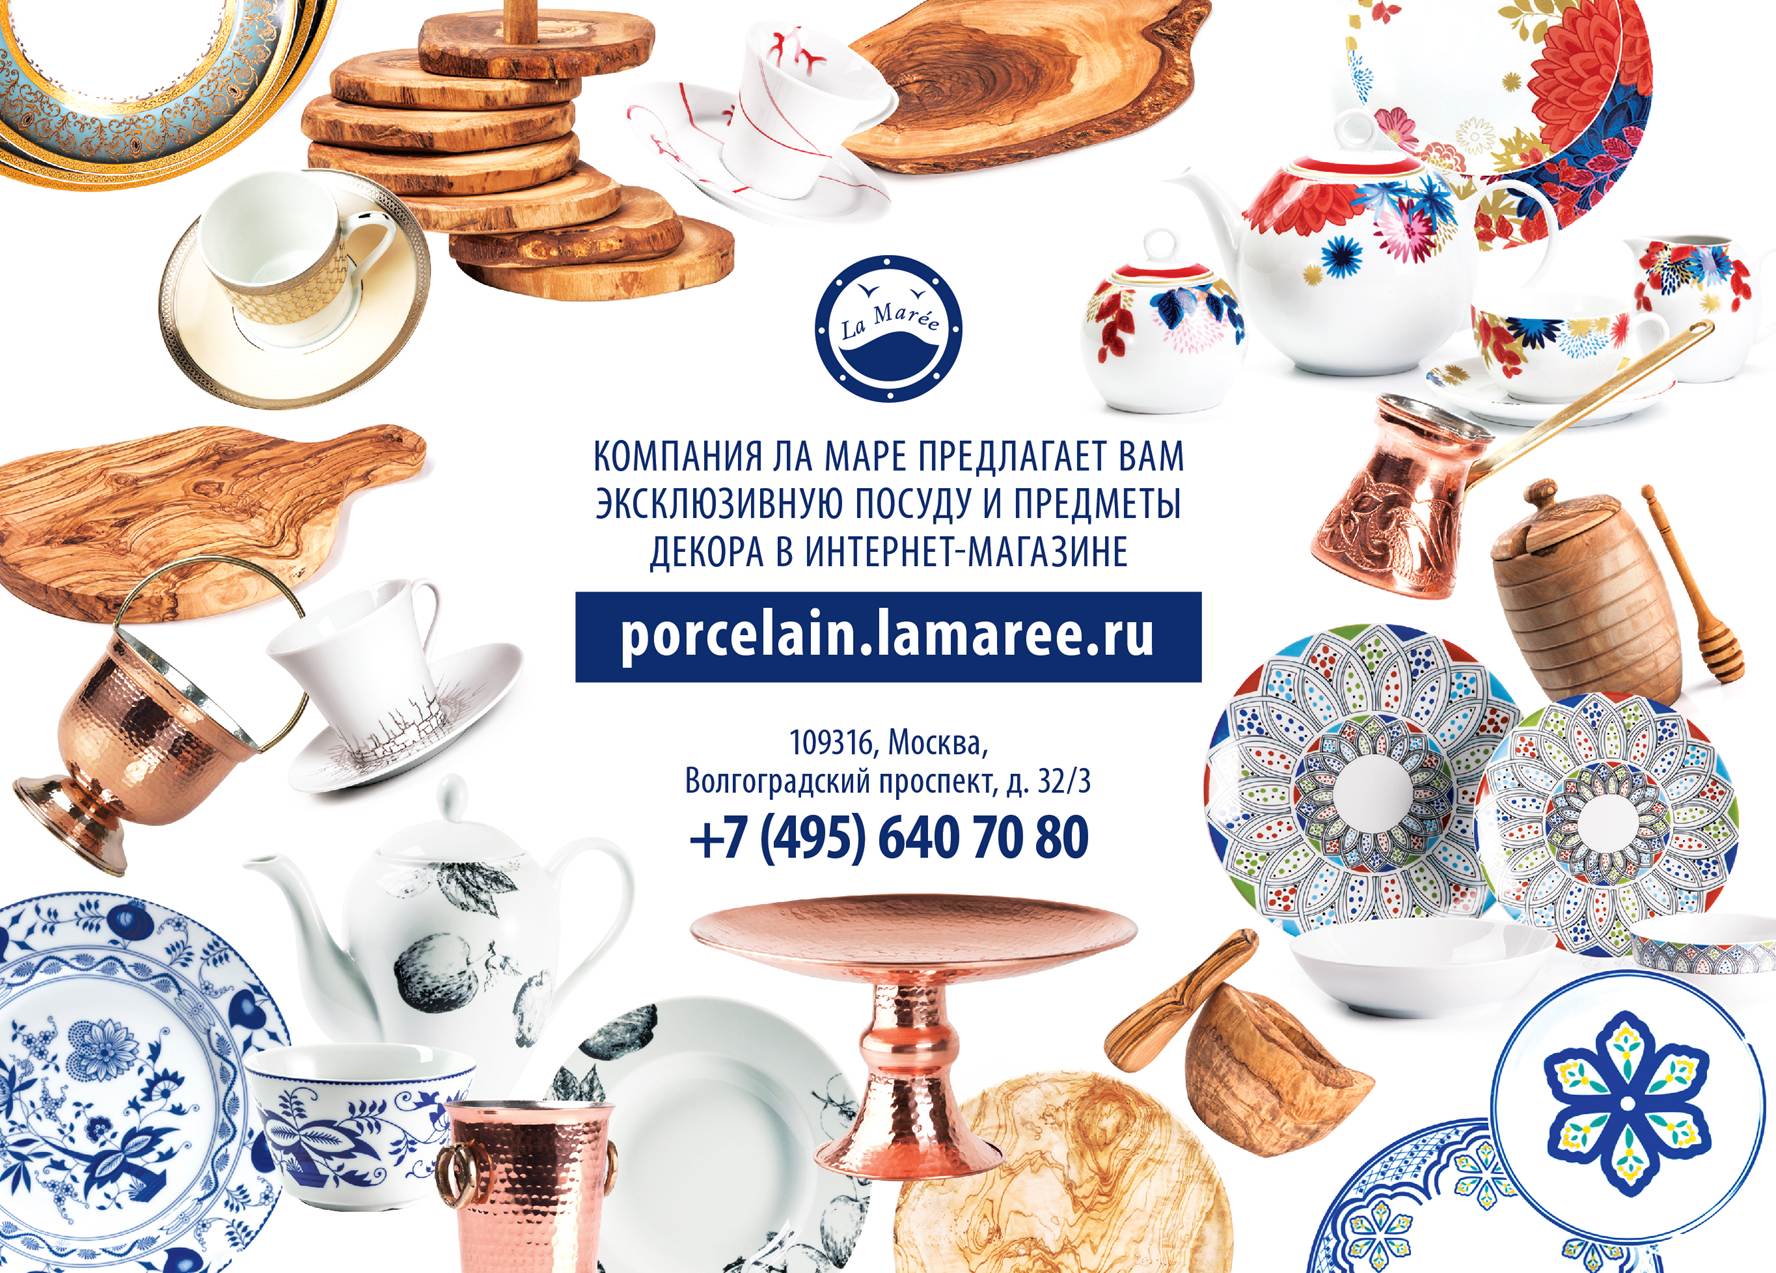 La Marée
КОМПАНИЯ ЛА МАРЕ ПРЕДЛАГАЕТ ВАМ
ЭКСКЛЮЗИВНУЮ ПОСУДУ И ПРЕДМЕТЫ
ДЕКОРА В ИНТЕРНЕТ-МАГАЗИНЕ
porcelain.lamaree.ru
109316, Москва,
Волгоградский проспект, д. 32/3
+7 (495) 640 70 80